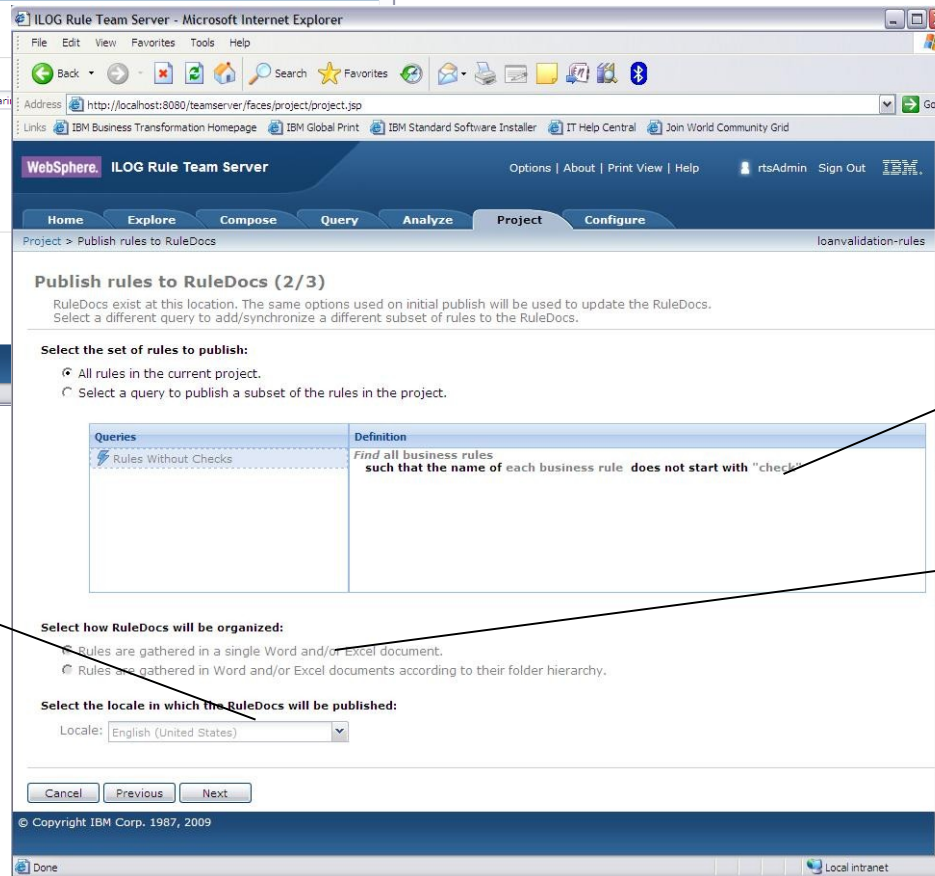 ILOG Rule Team Server - Microsoft Internet Explorer
File Edit View Favorites Tools Help
Back Search Favorites
Address http://localhost:8080/teamserver/faces/project/project.jsp Go
Links IBM Business Transformation Homepage IBM Global Print IBM Standard Software Installer IT Help Central Join World Community Grid
WebSphere. ILOG Rule Team Server Options | About | Print View | Help rtsAdmin Sign Out IBM.
Home Explore Compose Query Analyze Project Configure
Project > Publish rules to RuleDocs loanvalidation-rules
Publish rules to RuleDocs (2/3)
RuleDocs exist at this location. The same options used on initial publish will be used to update the RuleDocs.
Select a different query to add/synchronize a different subset of rules to the RuleDocs.
Select the set of rules to publish:
All rules in the current project.
Select a query to publish a subset of the rules in the project.
Queries Definition
Rules Without Checks Find all business rules
such that the name of each business rule does not start with "check"
Select how RuleDocs will be organized:
Rules are gathered in a single Word and/or Excel document.
Rules are gathered in Word and/or Excel documents according to their folder hierarchy.
Select the locale in which the RuleDocs will be published:
Locale: English (United States)
Cancel Previous Next
© Copyright IBM Corp. 1987, 2009
Done Local intranet